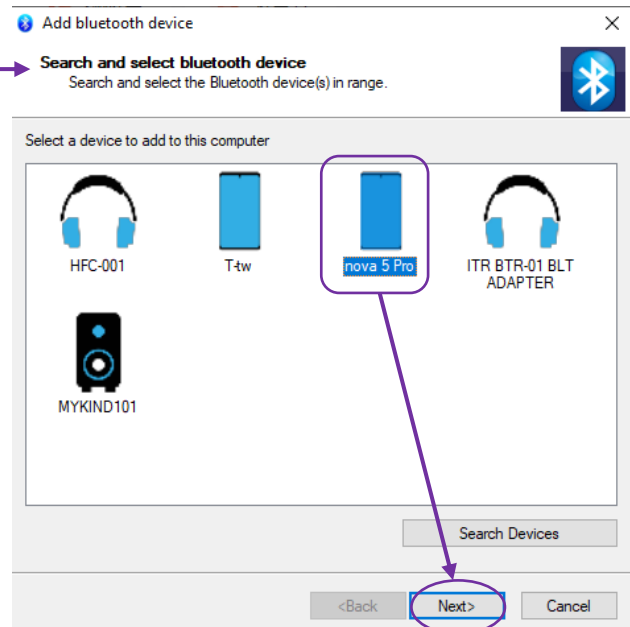 Add bluetooth device
Search and select bluetooth device
Search and select the Bluetooth device(s) in range.
Select a device to add to this computer
HFC-001
T-tw
nova 5 Pro
ITR BTR-01 BLT
ADAPTER
MYKIND101
Search Devices
<Back
Next>
Cancel